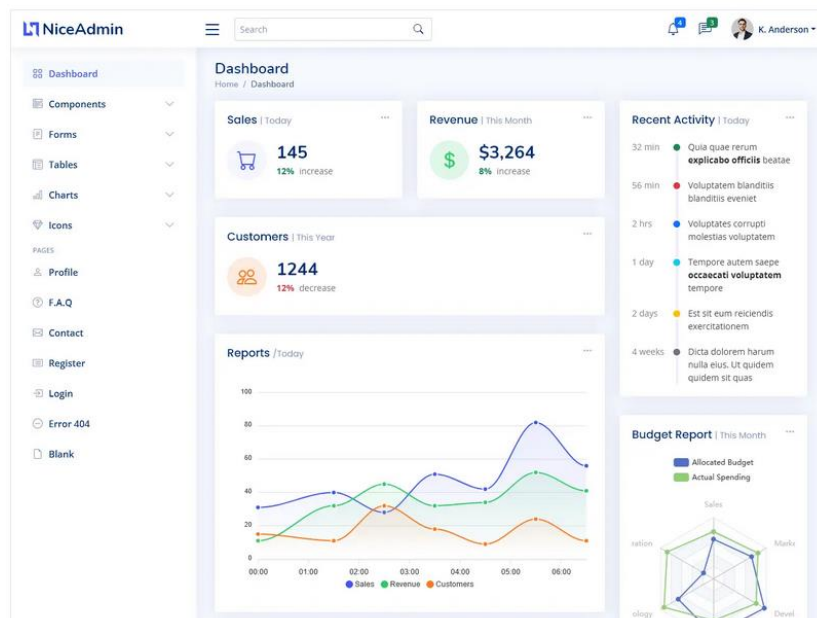 NiceAdmin
Search
4
3
K. Anderson
Dashboard
Components
Forms
Tables
Charts
Icons
PAGES
Profile
F.A.Q
Contact
Register
Login
Error 404
Blank
Dashboard
Home / Dashboard
Sales | Today
145
12% increase
Revenue | This Month
$3,264
8% increase
Customers | This Year
1244
12% decrease
Reports /Today
100
80
60
40
20
0
00:00 01:00 02:00 03:00 04:00 05:00 06:00
Sales Revenue Customers
Recent Activity | Today
32 min Quia quae rerum
explicabo officiis beatae
56 min Voluptatem blanditiis
blanditiis eveniet
2 hrs Voluptates corrupti
molestias voluptatem
1 day Tempore autem saepe
occaecati voluptatem
tempore
2 days Est sit eum reiciendis
exercitationem
4 weeks Dicta dolorem harum
nulla eius. Ut quidem
quidem sit quas
Budget Report | This Month
Allocated Budget
Actual Spending
Sales
ration
Marke
ology
Devel